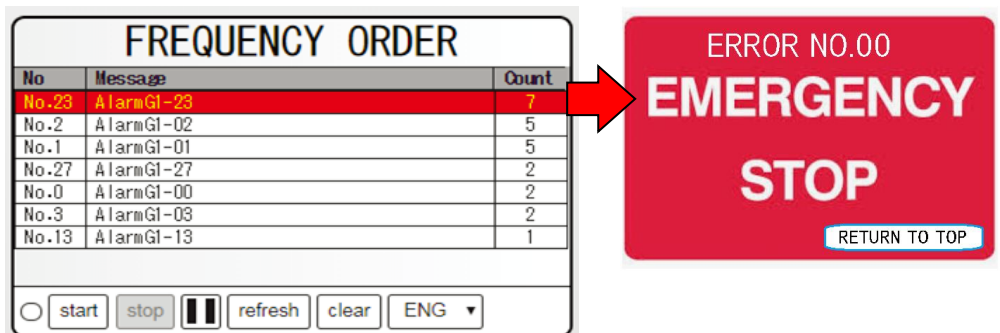 FREQUENCY ORDER
No Message Count
No.23 AlarmG1-23 7
No.2 AlarmG1-02 5
No.1 AlarmG1-01 5
No.27 AlarmG1-27 2
No.0 AlarmG1-00 2
No.3 AlarmG1-03 2
No.13 AlarmG1-13 1
start stop refresh clear ENG
ERROR NO.00
EMERGENCY
STOP
RETURN TO TOP